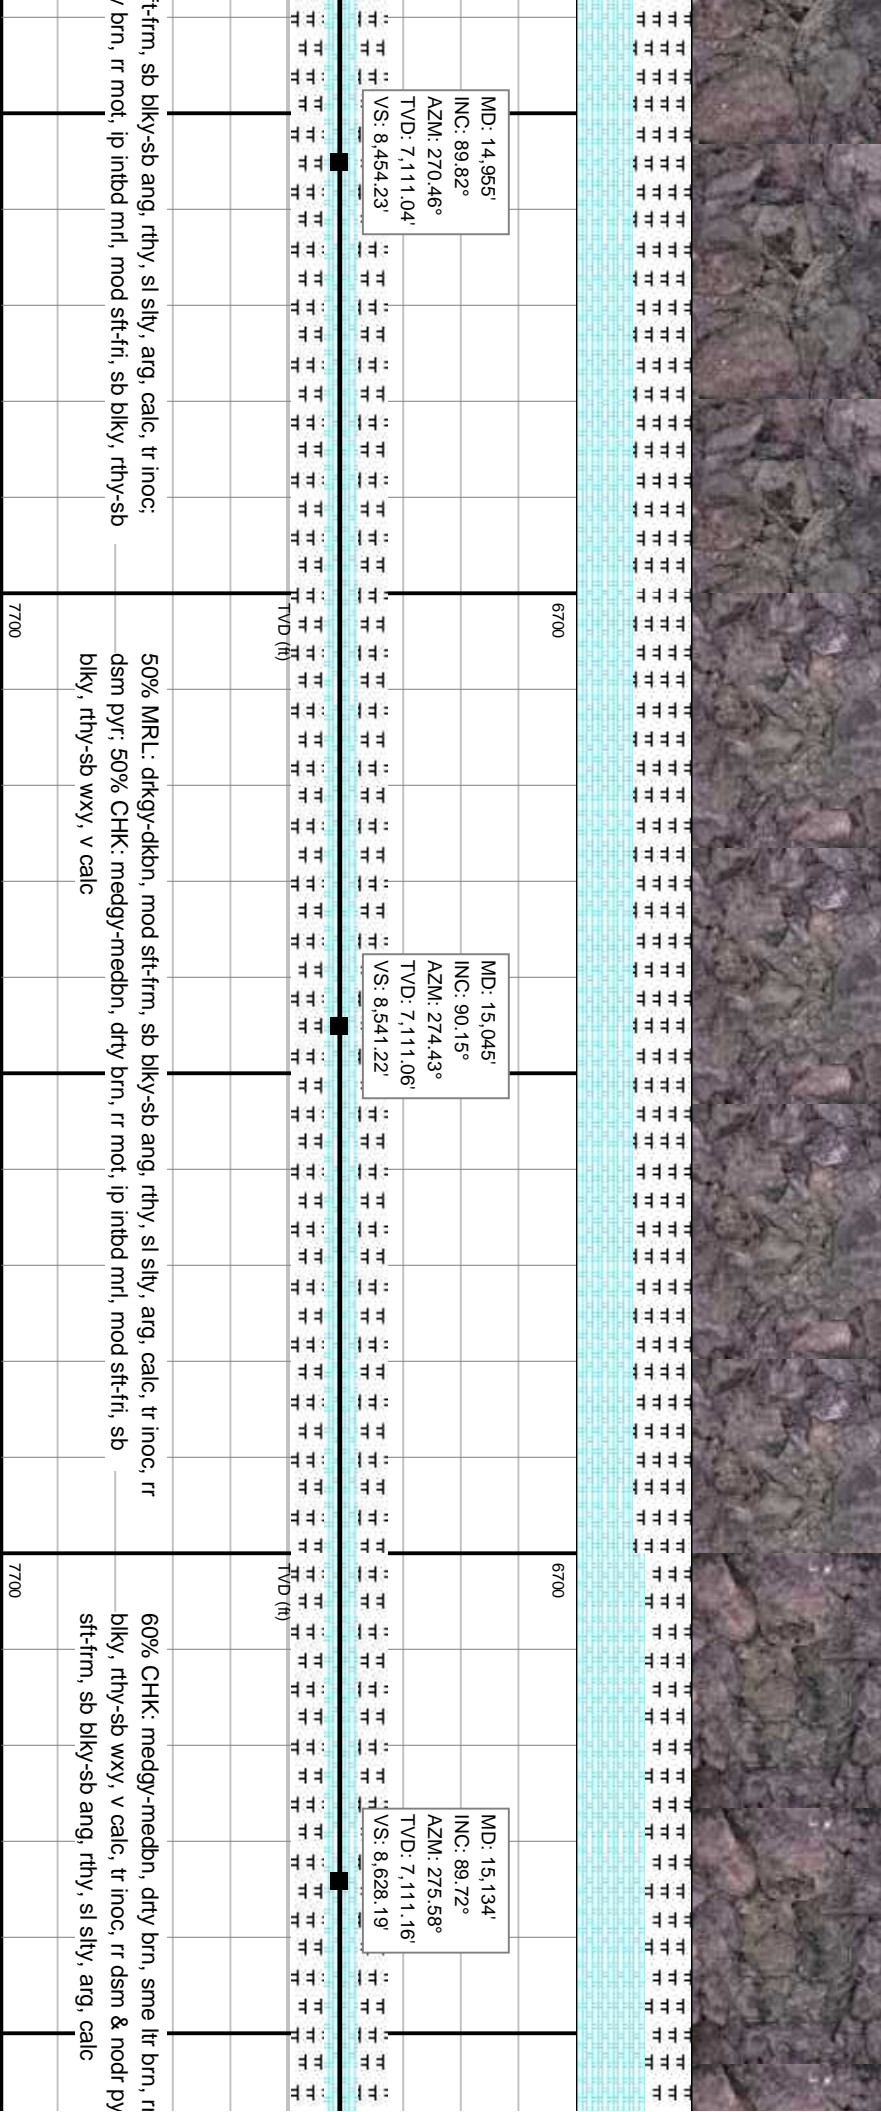 MD: 14,955'
INC: 89.82°
AZM: 270.46°
TVD: 7,111.04'
VS: 8,454.23'
ft-frm, sb blky-sb ang, rthy, sl slty, arg, calc, tr inoc;
brn, rr mot, ip intbd mrl, mod sft-fri, sb blky, rthy-sb
6700
TVD (ft)
7700
MD: 15,045'
INC: 90.15°
AZM: 274.43°
TVD: 7,111.06'
VS: 8,541.22'
50% MRL: drkgy-dkbn, mod sft-frm, sb blky-sb ang, rthy, sl slty, arg, calc, tr inoc, rr
dsm pyr; 50% CHK: medgy-medbn, drty brn, rr mot, ip intbd mrl, mod sft-fri, sb
blky, rthy-sb wxy, v calc
6700
TVD (ft)
7700
MD: 15,134'
INC: 89.72°
AZM: 275.58°
TVD: 7,111.16'
VS: 8,628.19'
60% CHK: medgy-medbn, drty brn, sme ltr brn,
blky, rthy-sb wxy, v calc, tr inoc, rr dsm & nodr py
sft-frm, sb blky-sb ang, rthy, sl slty, arg, calc